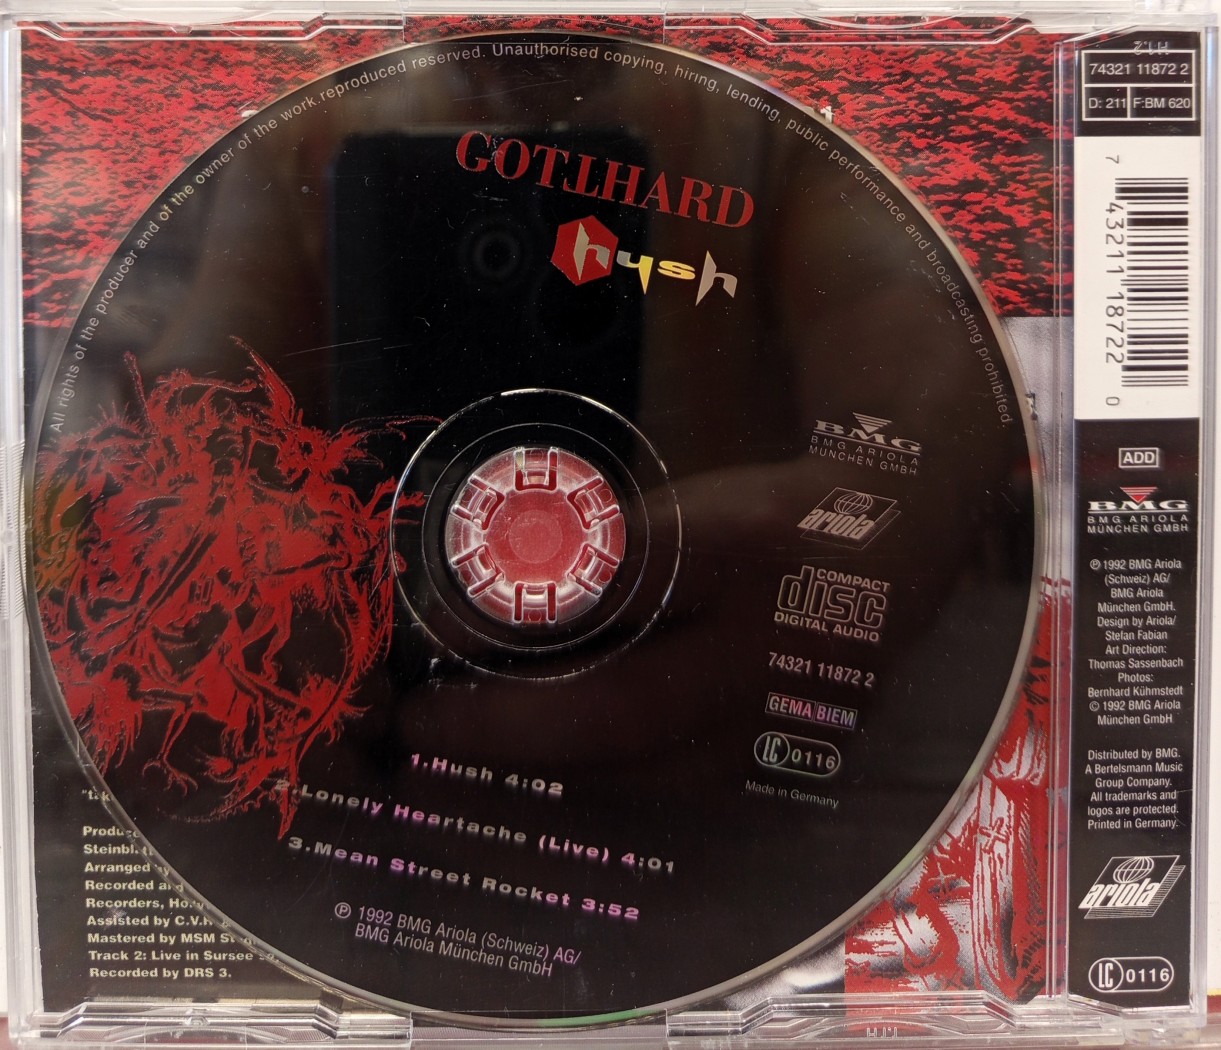 All rights of the producer and of the owner of the work reproduced reserved. Unauthorised copying, hiring, lending, public performance and broadcasting prohibited.
GOTTHARD
hush
BMG
BMG ARIOLA
MÜNCHEN GMBH
ariola
COMPACT
disc
DIGITAL AUDIO
74321 11872 2
GEMA BIEM
LC 0116
Made in Germany
1.Hush 4:02
2.Lonely Heartache (Live) 4:01
3.Mean Street Rocket 3:52
℗ 1992 BMG Ariola (Schweiz) AG/
BMG Ariola München GmbH
Arranged
Recorded
Recorders,
Assisted by C.V.
Mastered by MSM
Track 2: Live in Sursee
Recorded by DRS 3.
74321 11872 2
D: 211 F:BM 620
7 43211 18722 0
ADD
BMG
BMG ARIOLA
MÜNCHEN GMBH
℗ 1992 BMG Ariola
(Schweiz) AG/
BMG Ariola
München GmbH.
Design by Ariola/
Stefan Fabian
Art Direction:
Thomas Sassenbach
Photos:
Bernhard Kühmstedt
© 1992 BMG Ariola
München GmbH
Distributed by BMG.
A Bertelsmann Music
Group Company.
All trademarks and
logos are protected.
Printed in Germany.
ariola
LC 0116